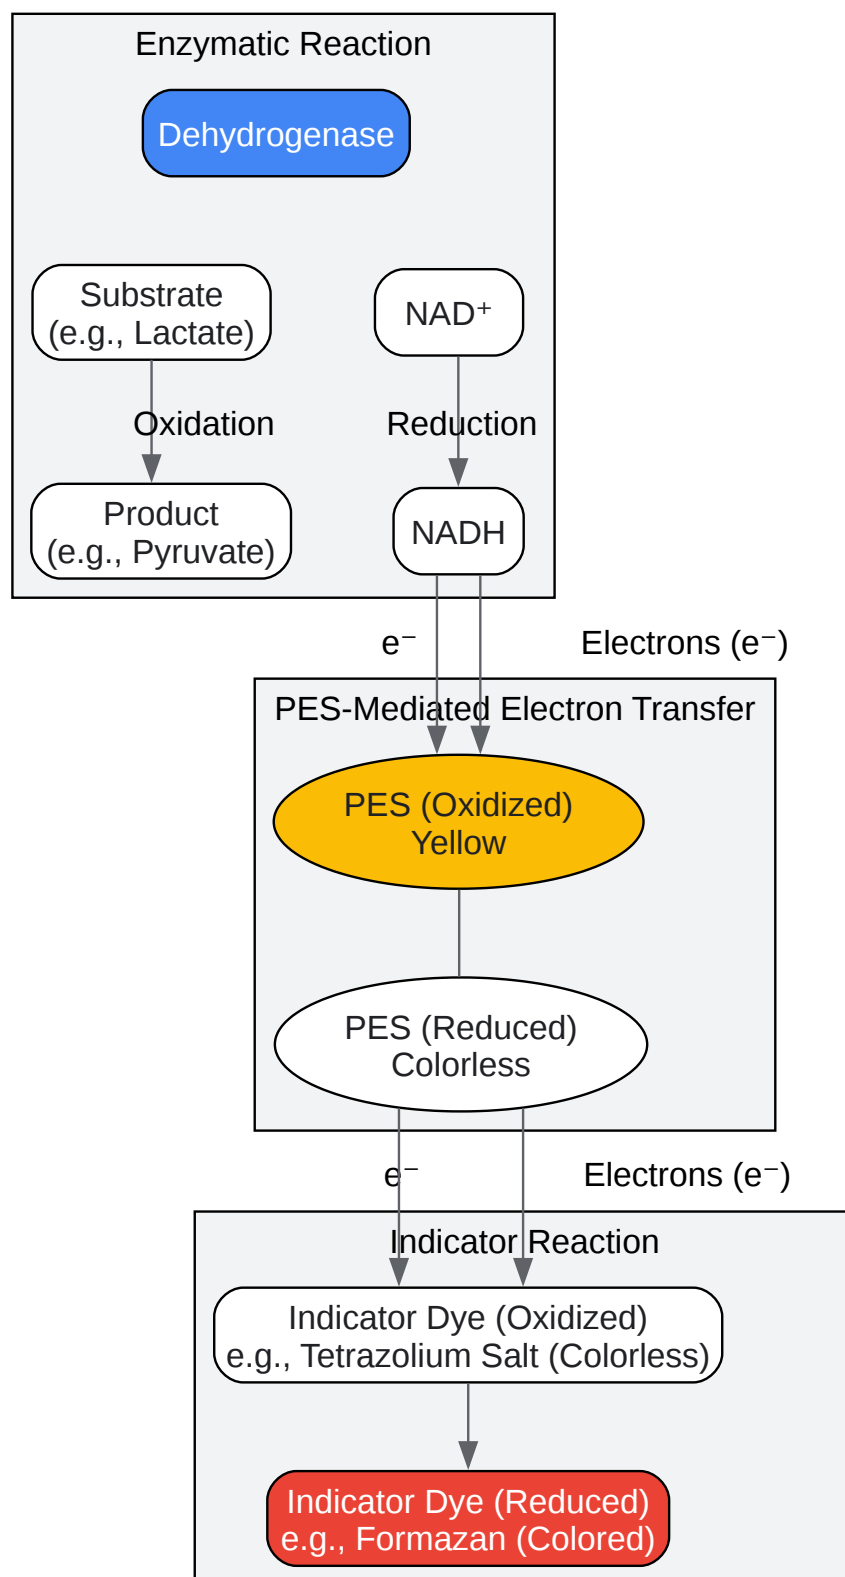 Enzymatic Reaction
Dehydrogenase
Substrate
(e.g., Lactate)
NAD⁺
Oxidation
Reduction
Product
(e.g., Pyruvate)
NADH
e⁻
Electrons (e⁻)
PES-Mediated Electron Transfer
PES (Oxidized)
Yellow
PES (Reduced)
Colorless
e⁻
Electrons (e⁻)
Indicator Reaction
Indicator Dye (Oxidized)
e.g., Tetrazolium Salt (Colorless)
Indicator Dye (Reduced)
e.g., Formazan (Colored)